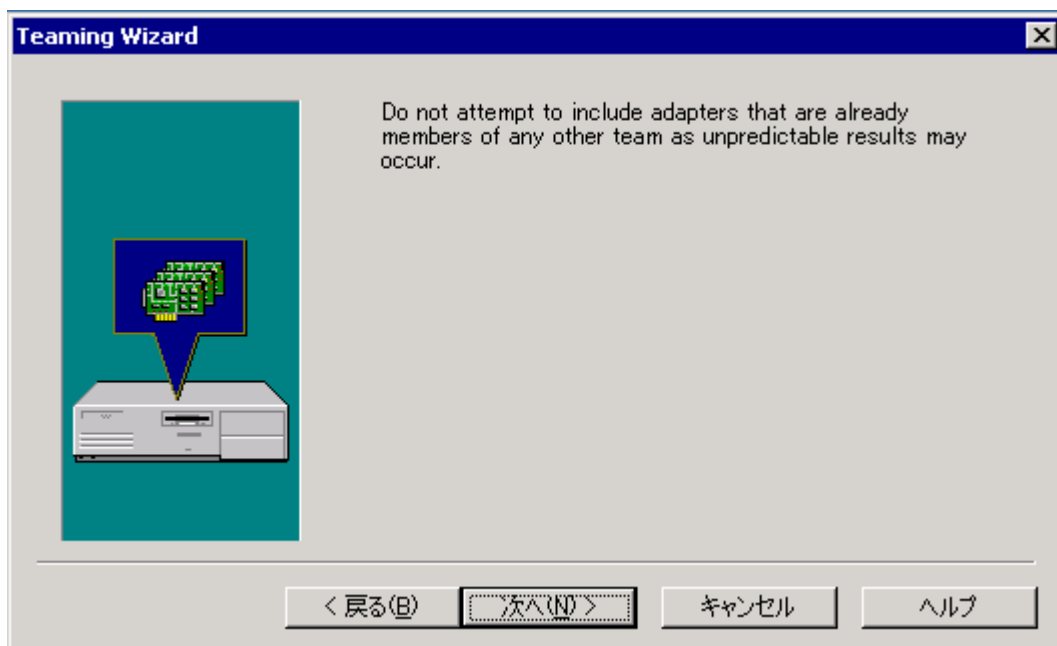 Teaming Wizard
Do not attempt to include adapters that are already
members of any other team as unpredictable results may
occur.
< 戻る(B)
次へ(N) >
キャンセル
ヘルプ